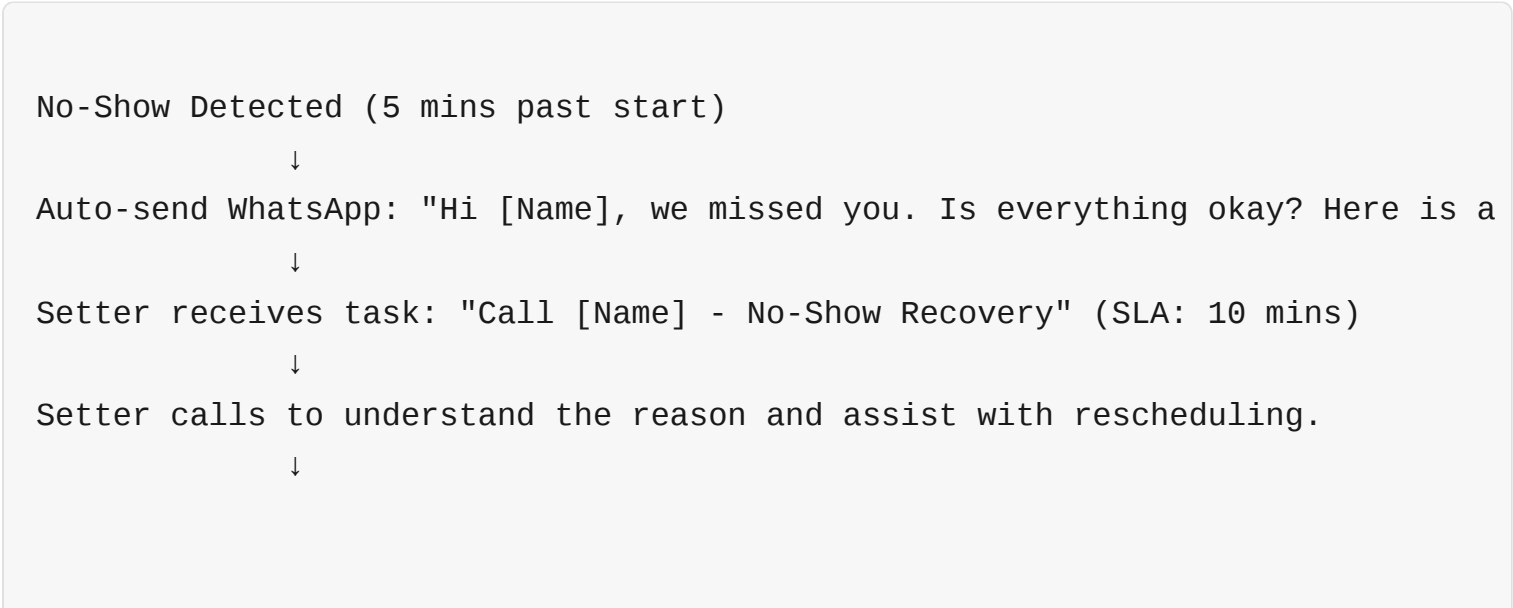 No-Show Detected (5 mins past start)
↓
Auto-send WhatsApp: "Hi [Name], we missed you. Is everything okay? Here is a
↓
Setter receives task: "Call [Name] - No-Show Recovery" (SLA: 10 mins)
↓
Setter calls to understand the reason and assist with rescheduling.
↓